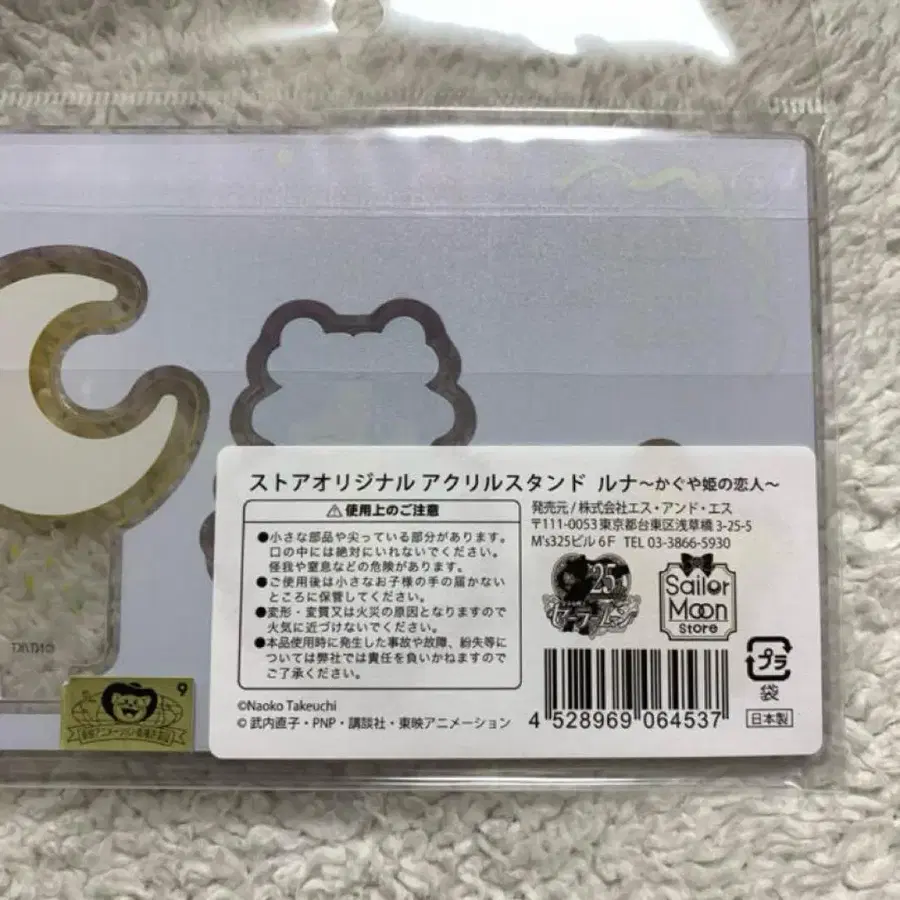 ストアオリジナル アクリルスタンド ルナ～かぐや姫の恋人～
⚠使用上のご注意
●小さな部品や尖っている部分があります。
口の中には絶対にいれないでください。
怪我や窒息などの危険があります。
●ご使用後は小さなお子様の手の届かない
ところに保管してください。
●変形・変質又は火災の原因となりますので
火気に近づけないでください。
●本品使用時に発生した事故や故障、紛失等に
ついては弊社では責任を負いかねますので
ご了承ください。
©Naoko Takeuchi
© 武内直子・PNP・講談社・東映アニメーション
発売元 / 株式会社エス・アンド・エス
〒111-0053 東京都台東区浅草橋 3-25-5
M's325ビル 6F TEL 03-3866-5930
25
セーラームーン
Sailor
Moon
store
4 528969 064537
プラ
袋
日本製
9